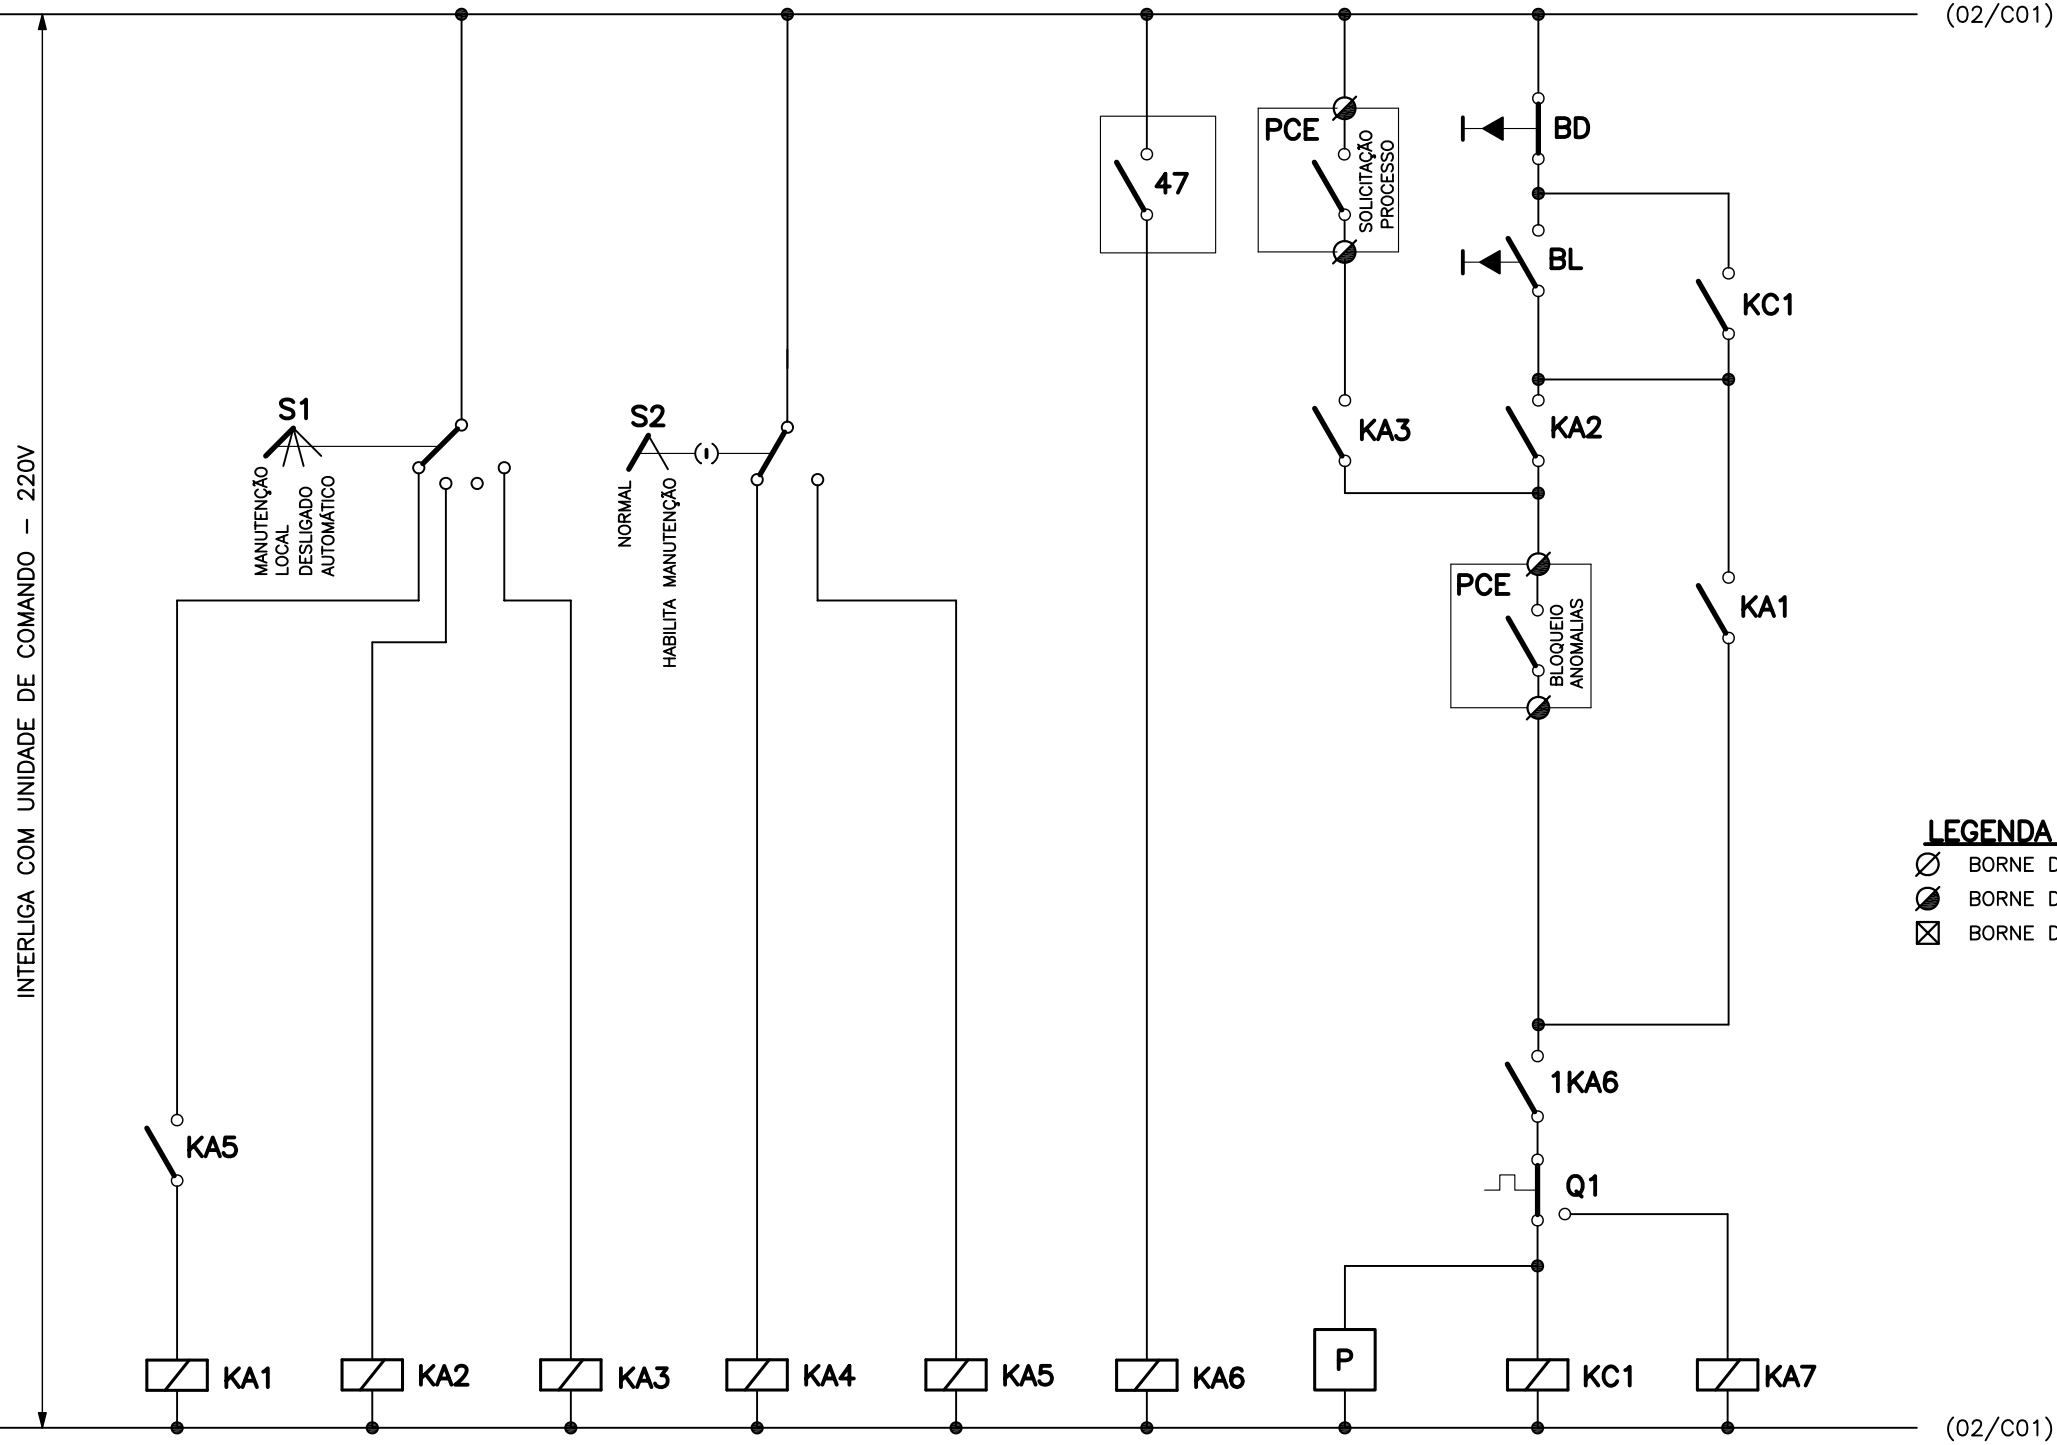 (02/C01)
INTERLIGA COM UNIDADE DE COMANDO - 220V
S1
MANUTENÇÃO
LOCAL
DESLIGADO
AUTOMÁTICO
S2
NORMAL
HABILITA MANUTENÇÃO
47
PCE
SOLICITAÇÃO
PROCESSO
BD
BL
KC1
KA3
KA2
PCE
BLOQUEIO
ANOMALIAS
KA1
LEGENDA
BORNE D
BORNE D
BORNE D
1KA6
KA5
Q1
P
KA1
KA2
KA3
KA4
KA5
KA6
KC1
KA7
(02/C01)